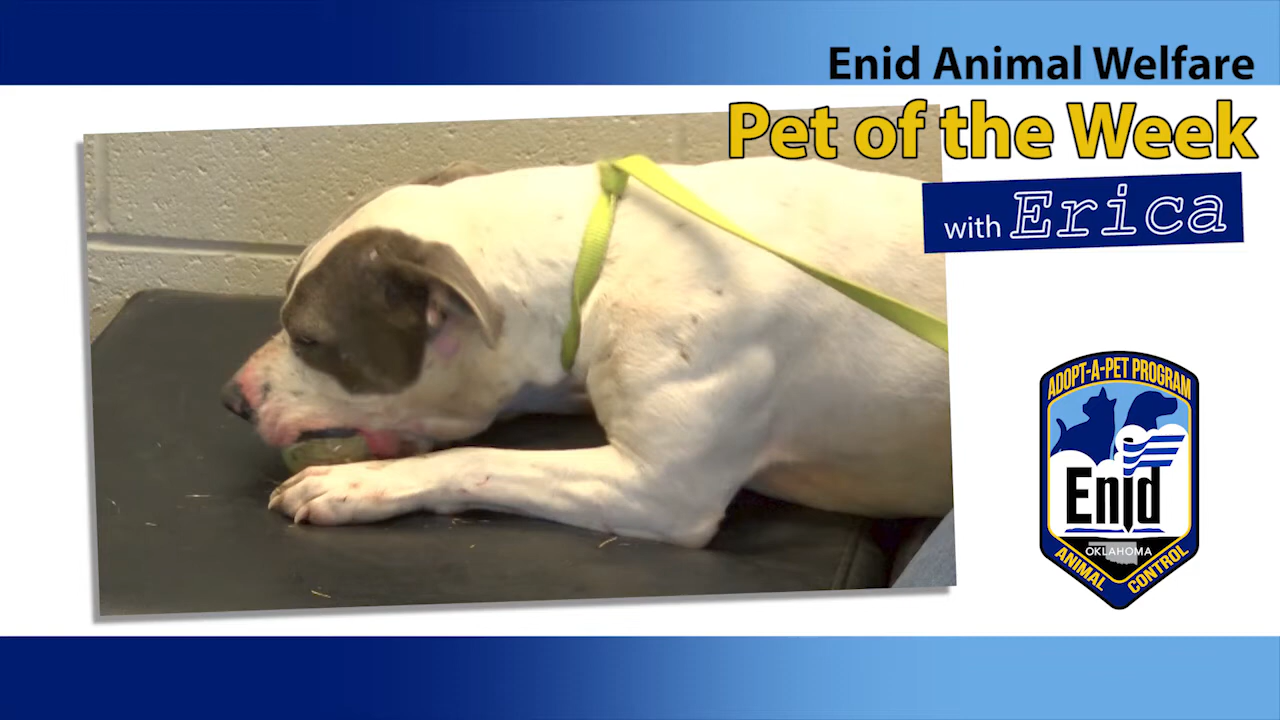 Enid Animal Welfare
Pet of the Week
with Erica
ADOPT-A-PET PROGRAM
Enid
OKLAHOMA
ANIMAL CONTROL